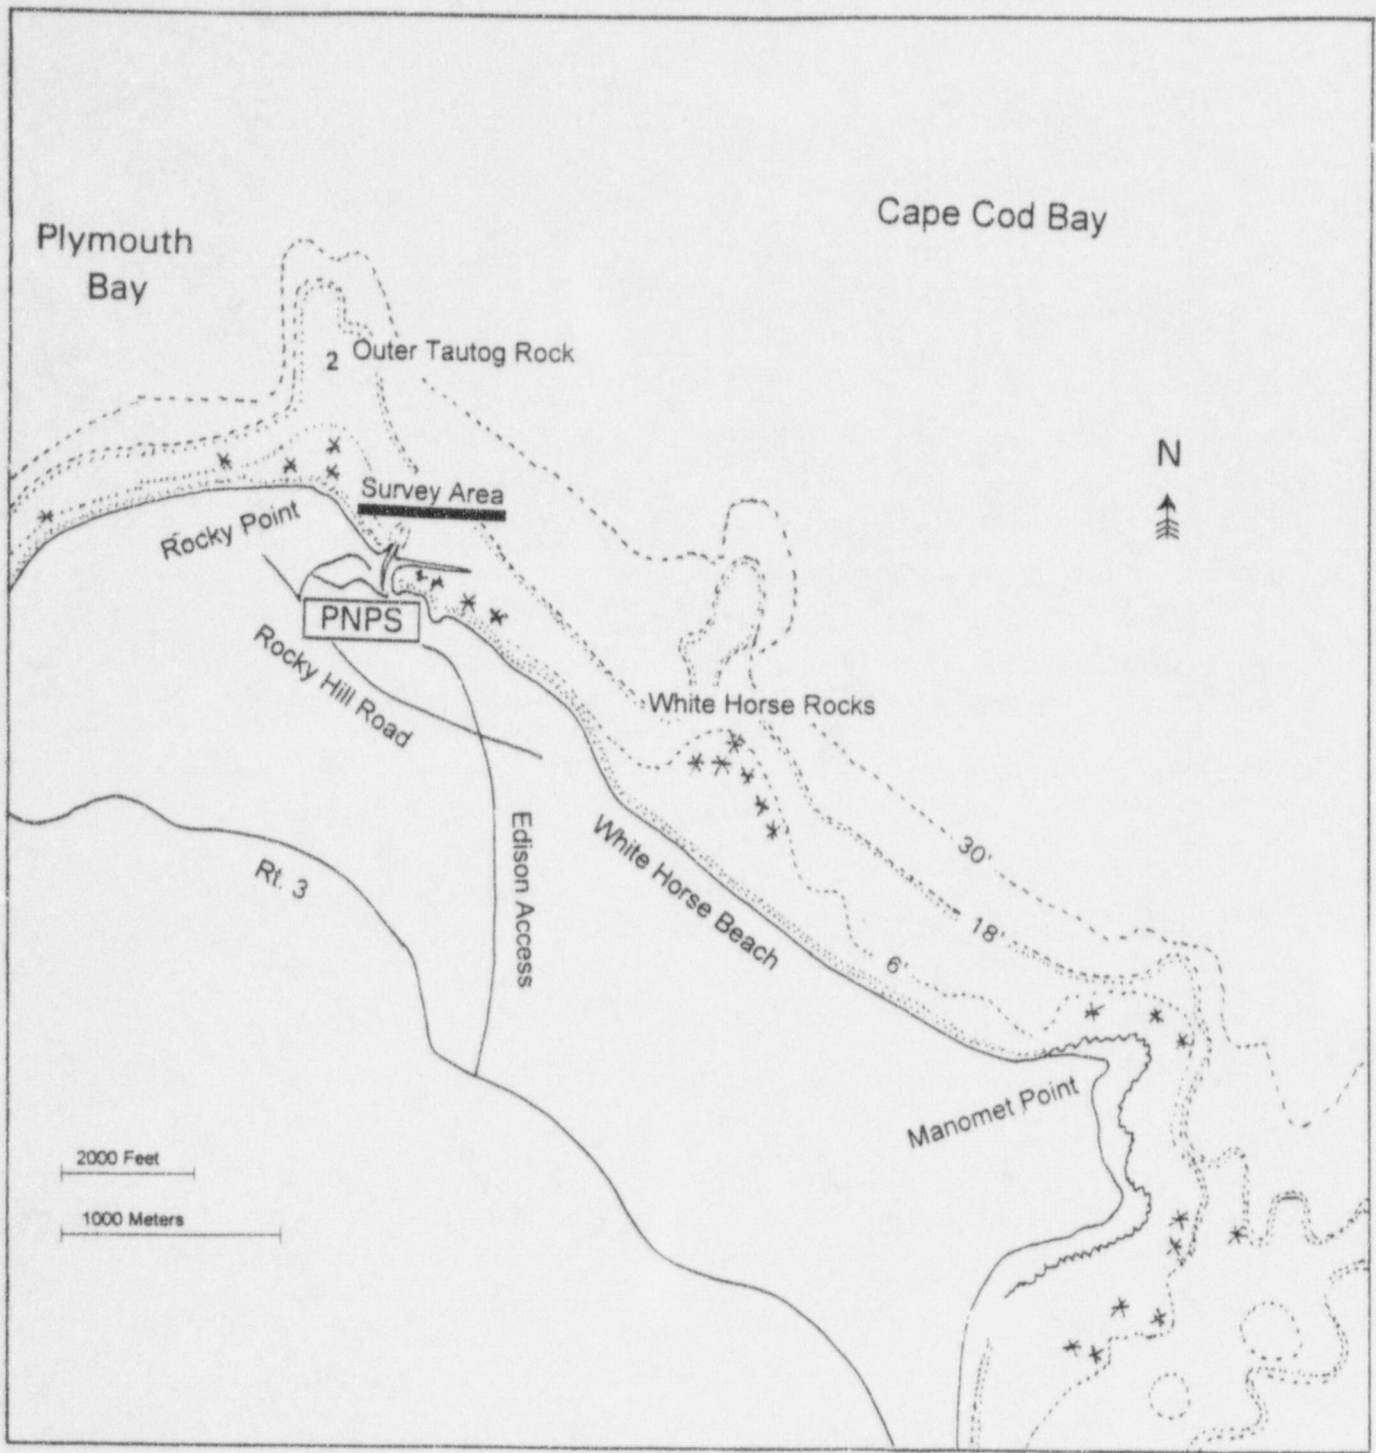 Cape Cod Bay
Plymouth
Bay
2
Outer Tautog Rock
N
Survey Area
Rocky Point
PNPS
Rocky Hill Road
White Horse Rocks
Edison Access
White Horse Beach
30'
Rt. 3
18'
6'
Manomet Point
2000 Feet
1000 Meters